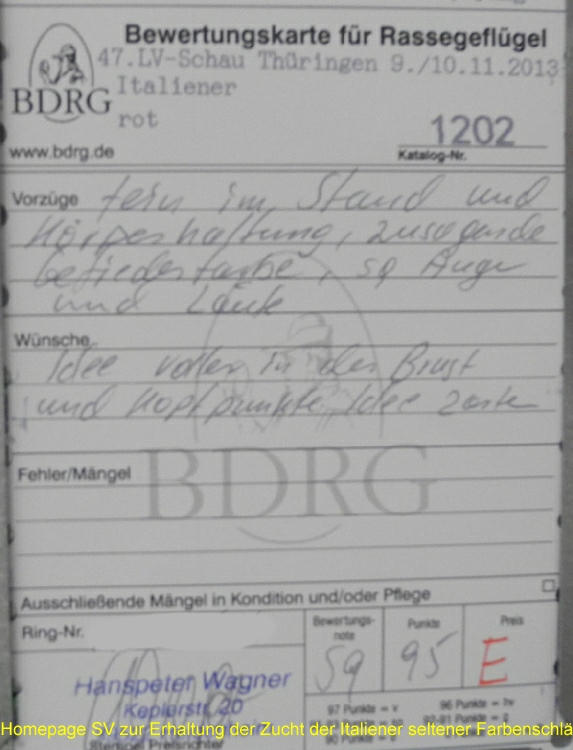 Bewertungskarte für Rassegeflügel
47.LV-Schau Thüringen 9./10.11.2013
BDRG Italiener
rot
1202
www.bdrg.de
Katalog-Nr.
Vorzüge fein im Stand und
Körperhaltung, zusagende
Gefiederfarbe, sg Auge
und Läufe
Wünsche
Idee voller in der Brust
und Kopfpunkte Idee zarter
Fehler/Mängel
BDRG
Ausschließende Mängel in Kondition und/oder Pflege
Ring-Nr.
Bewertungs-
note
Punkte
Preis
sg 95 E
Hanspeter Wagner
Keplerstr. 20
97 Punkte = v 96 Punkte = hv
Homepage SV zur Erhaltung der Zucht der Italiener seltener Farbenschlä
Preisrichter